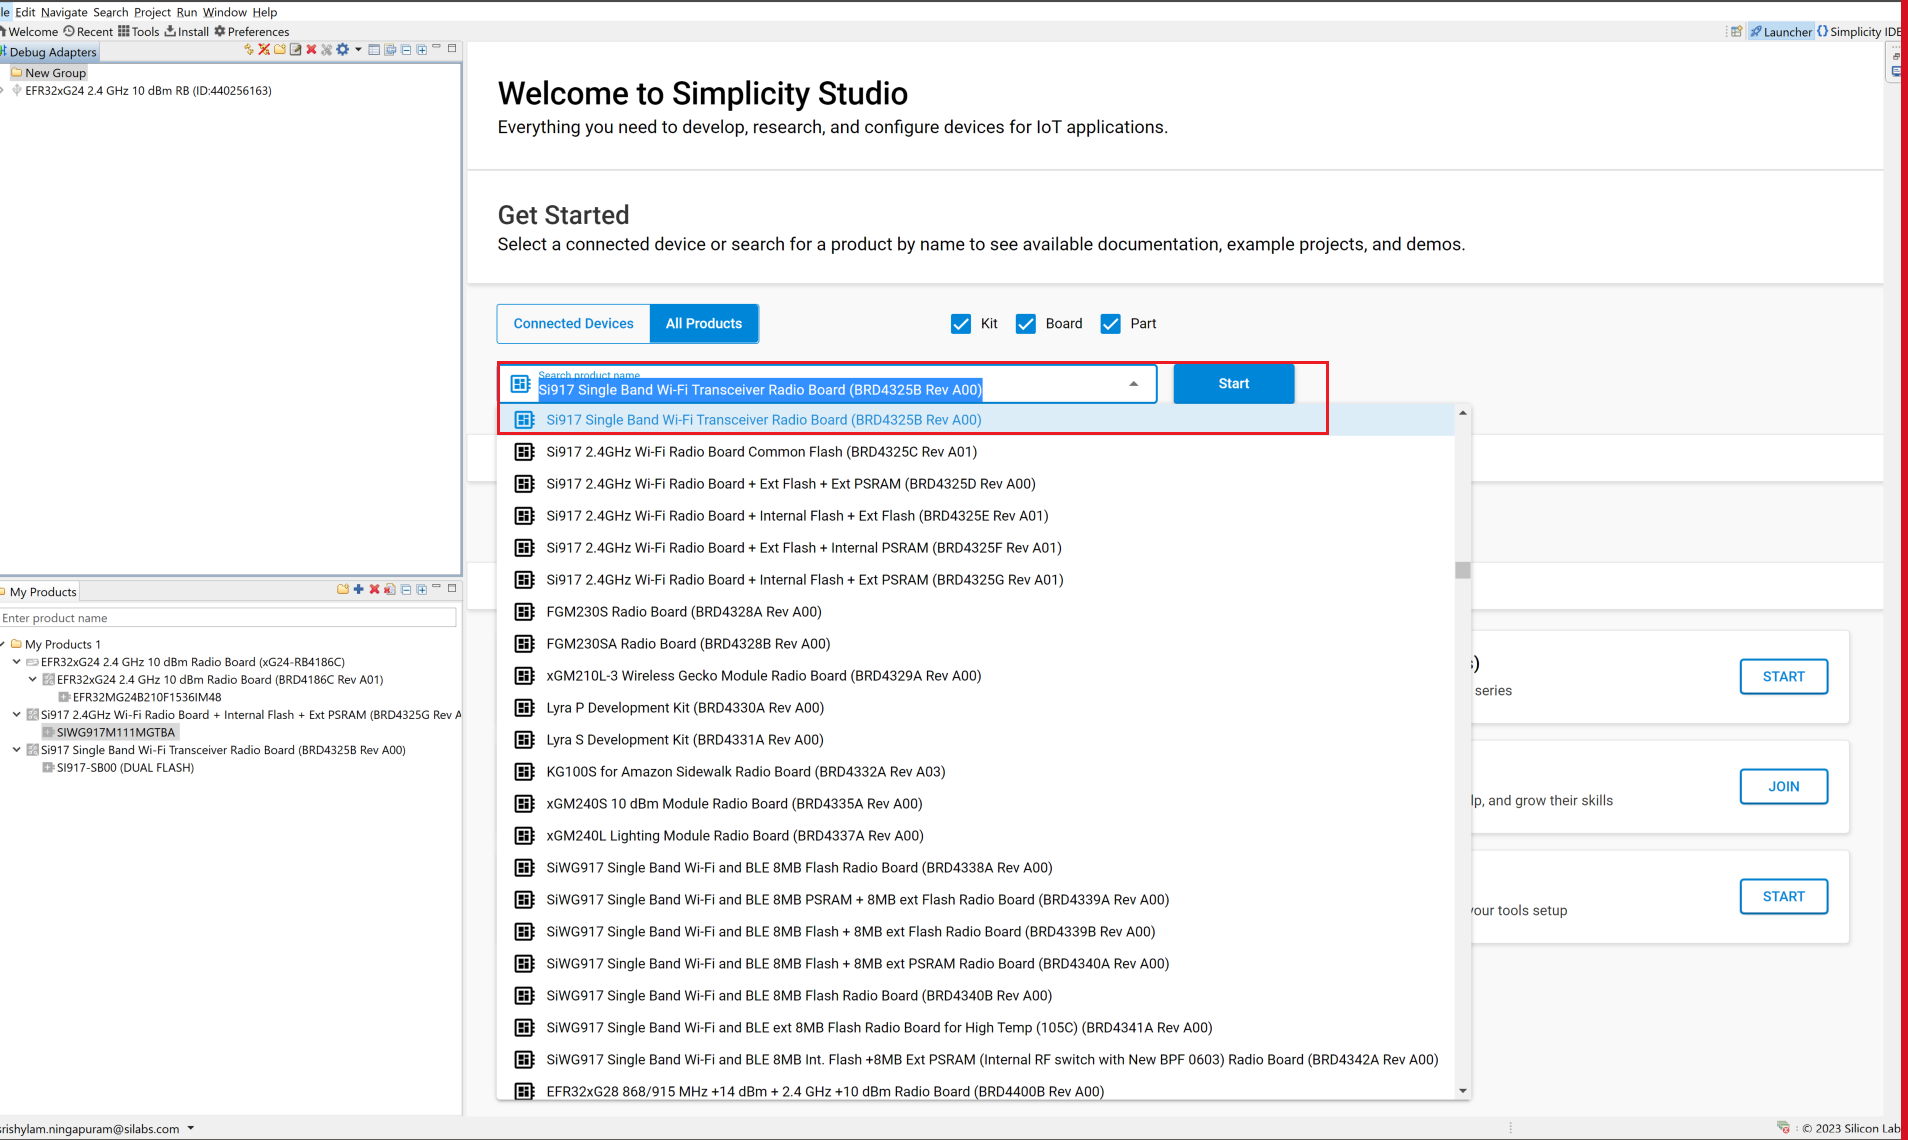 le Edit Navigate Search Project Run Window Help
Welcome Recent Tools Install Preferences
Launcher {} Simplicity IDE
Debug Adapters
New Group
EFR32xG24 2.4 GHz 10 dBm RB (ID:440256163)
Welcome to Simplicity Studio
Everything you need to develop, research, and configure devices for IoT applications.
Get Started
Select a connected device or search for a product by name to see available documentation, example projects, and demos.
Connected Devices All Products Kit Board Part
Search product name
Si917 Single Band Wi-Fi Transceiver Radio Board (BRD4325B Rev A00)
Start
Si917 Single Band Wi-Fi Transceiver Radio Board (BRD4325B Rev A00)
Si917 2.4GHz Wi-Fi Radio Board Common Flash (BRD4325C Rev A01)
Si917 2.4GHz Wi-Fi Radio Board + Ext Flash + Ext PSRAM (BRD4325D Rev A00)
Si917 2.4GHz Wi-Fi Radio Board + Internal Flash + Ext Flash (BRD4325E Rev A01)
Si917 2.4GHz Wi-Fi Radio Board + Ext Flash + Internal PSRAM (BRD4325F Rev A01)
Si917 2.4GHz Wi-Fi Radio Board + Internal Flash + Ext PSRAM (BRD4325G Rev A01)
FGM230S Radio Board (BRD4328A Rev A00)
FGM230SA Radio Board (BRD4328B Rev A00)
xGM210L-3 Wireless Gecko Module Radio Board (BRD4329A Rev A00)
Lyra P Development Kit (BRD4330A Rev A00)
Lyra S Development Kit (BRD4331A Rev A00)
KG100S for Amazon Sidewalk Radio Board (BRD4332A Rev A03)
xGM240S 10 dBm Module Radio Board (BRD4335A Rev A00)
xGM240L Lighting Module Radio Board (BRD4337A Rev A00)
SiWG917 Single Band Wi-Fi and BLE 8MB Flash Radio Board (BRD4338A Rev A00)
SiWG917 Single Band Wi-Fi and BLE 8MB PSRAM + 8MB ext Flash Radio Board (BRD4339A Rev A00)
SiWG917 Single Band Wi-Fi and BLE 8MB Flash + 8MB ext Flash Radio Board (BRD4339B Rev A00)
SiWG917 Single Band Wi-Fi and BLE 8MB Flash + 8MB ext PSRAM Radio Board (BRD4340A Rev A00)
SiWG917 Single Band Wi-Fi and BLE 8MB Flash Radio Board (BRD4340B Rev A00)
SiWG917 Single Band Wi-Fi and BLE ext 8MB Flash Radio Board for High Temp (105C) (BRD4341A Rev A00)
SiWG917 Single Band Wi-Fi and BLE 8MB Int. Flash +8MB Ext PSRAM (Internal RF switch with New BPF 0603) Radio Board (BRD4342A Rev A00)
EFR32xG28 868/915 MHz +14 dBm + 2.4 GHz +10 dBm Radio Board (BRD4400B Rev A00)
s)
series
START
lp, and grow their skills
JOIN
your tools setup
START
My Products
Enter product name
My Products 1
EFR32xG24 2.4 GHz 10 dBm Radio Board (xG24-RB4186C)
EFR32xG24 2.4 GHz 10 dBm Radio Board (BRD4186C Rev A01)
EFR32MG24B210F1536IM48
Si917 2.4GHz Wi-Fi Radio Board + Internal Flash + Ext PSRAM (BRD4325G Rev A
SIWG917M111MGTBA
Si917 Single Band Wi-Fi Transceiver Radio Board (BRD4325B Rev A00)
SI917-SB00 (DUAL FLASH)
srishylam.ningapuram@silabs.com
© 2023 Silicon Lab